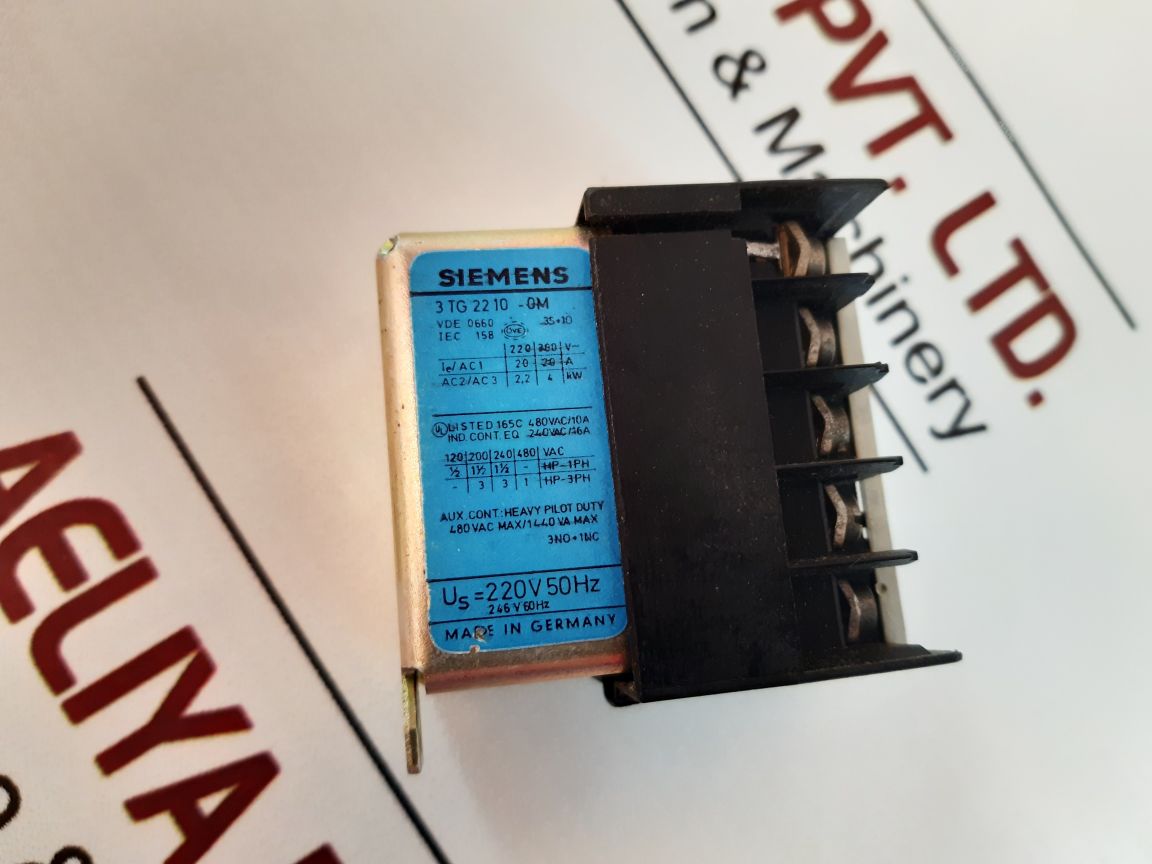 PVT. LTD.
n & Machinery
SIEMENS
3 TG 22 10 - 0M
VDE 0660 35+10
IEC 158 OVE
220 380 V~
Ie/AC1 20 20 A
AC2/AC3 2,2 4 kW
UL LISTED 165C 480VAC/10A
IND. CONT. EQ 240VAC/16A
120 200 240 480 VAC
½ 1½ 1½ - HP-1PH
- 3 3 1 HP-3PH
AUX. CONT.: HEAVY PILOT DUTY
480 VAC MAX/1440 VA MAX
3NO+1NC
Us = 220V 50Hz
246 V 60Hz
MADE IN GERMANY
AELIYA
&